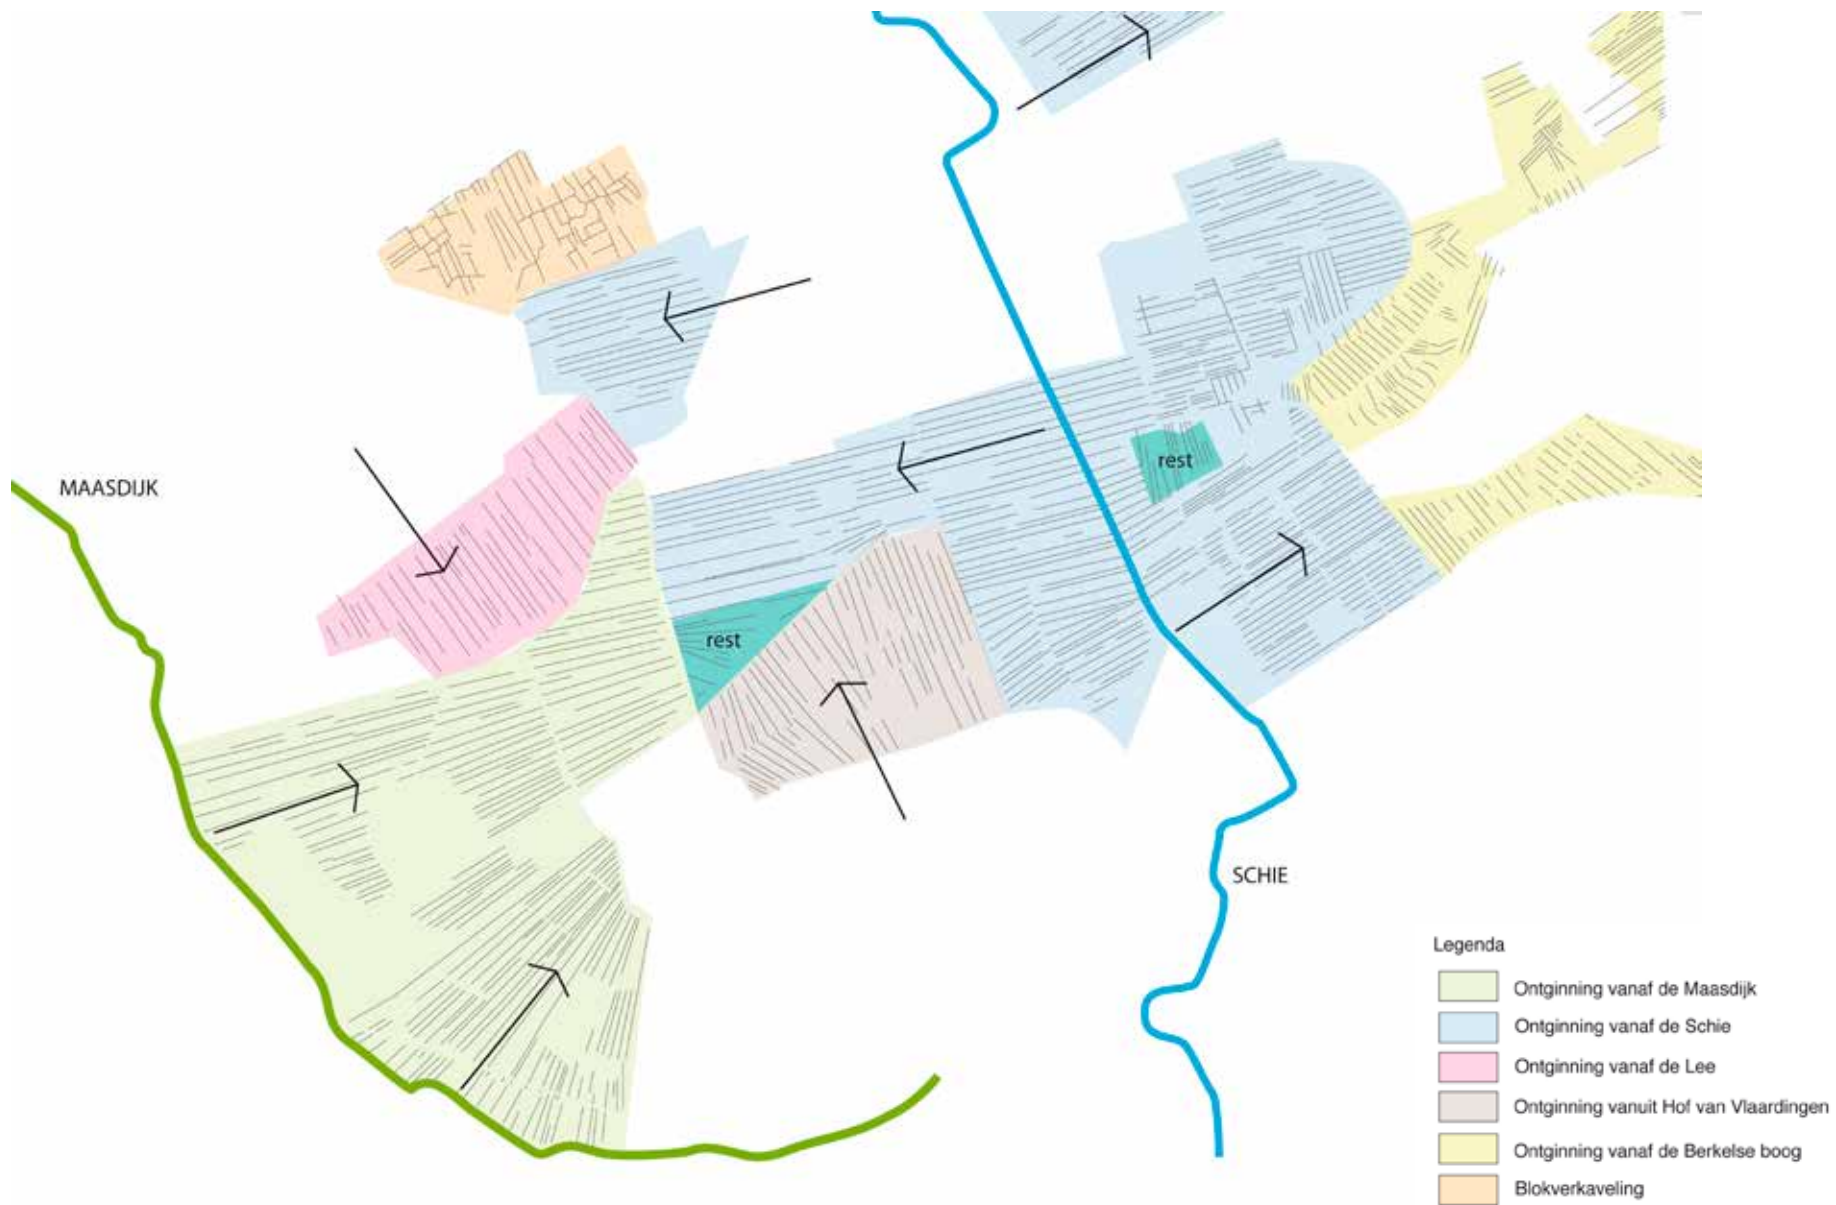 MAASDIJK
rest
rest
SCHIE
Legenda
Ontginning vanaf de Maasdijk
Ontginning vanaf de Schie
Ontginning vanaf de Lee
Ontginning vanuit Hof van Vlaardingen
Ontginning vanaf de Berkelse boog
Blokverkaveling